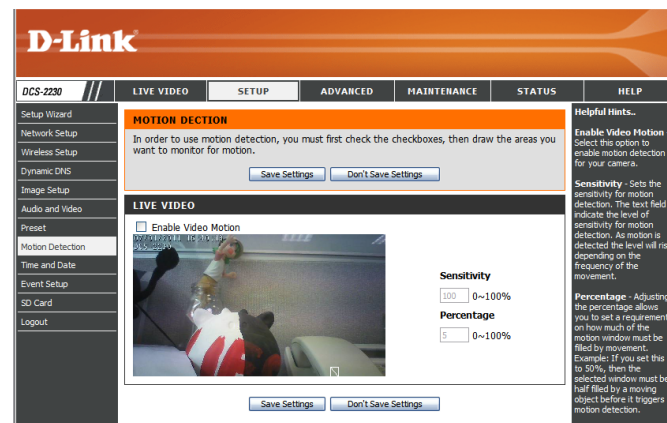 D-Link
DCS-2230
LIVE VIDEO
SETUP
ADVANCED
MAINTENANCE
STATUS
HELP
Setup Wizard
Network Setup
Wireless Setup
Dynamic DNS
Image Setup
Audio and Video
Preset
Motion Detection
Time and Date
Event Setup
SD Card
Logout
MOTION DECTION
In order to use motion detection, you must first check the checkboxes, then draw the areas you
want to monitor for motion.
Save Settings
Don't Save Settings
LIVE VIDEO
Enable Video Motion
Sensitivity
100 0~100%
Percentage
5 0~100%
Save Settings
Don't Save Settings
Helpful Hints..
Enable Video Motion
Select this option to
enable motion detection
for your camera.
Sensitivity - Sets the
sensitivity for motion
detection. The text field
indicate the level of
sensitivity for motion
detection. As motion is
detected the level will ris
depending on the
frequency of the
movement.
Percentage - Adjusting
the percentage allows
you to set a requirement
on how much of the
motion window must be
filled by movement.
Example: If you set this
to 50%, then the
selected window must be
half filled by a moving
object before it triggers
motion detection.